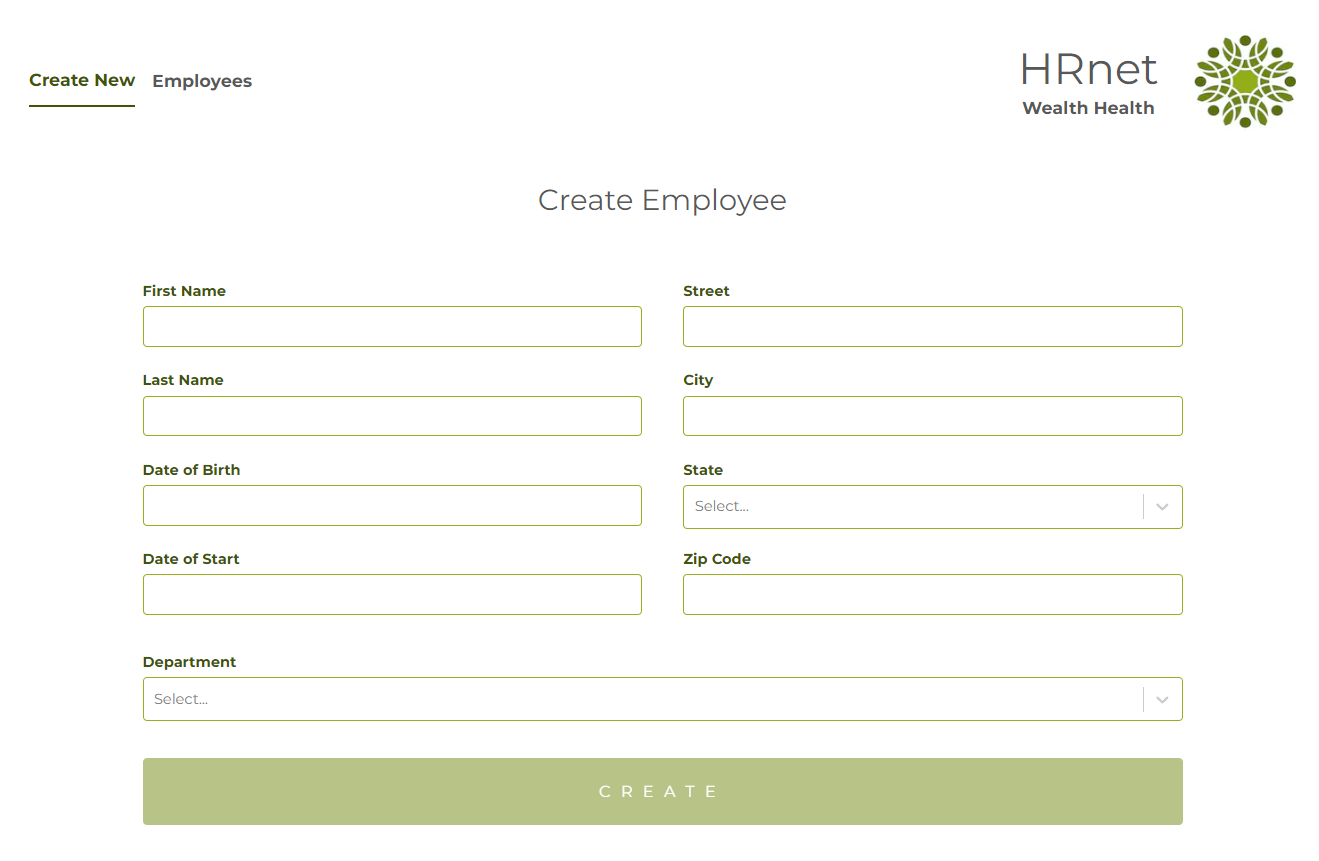 Create New
Employees
HRnet
Wealth Health
Create Employee
First Name
Street
Last Name
City
Date of Birth
State
Select...
Date of Start
Zip Code
Department
Select...
CREATE